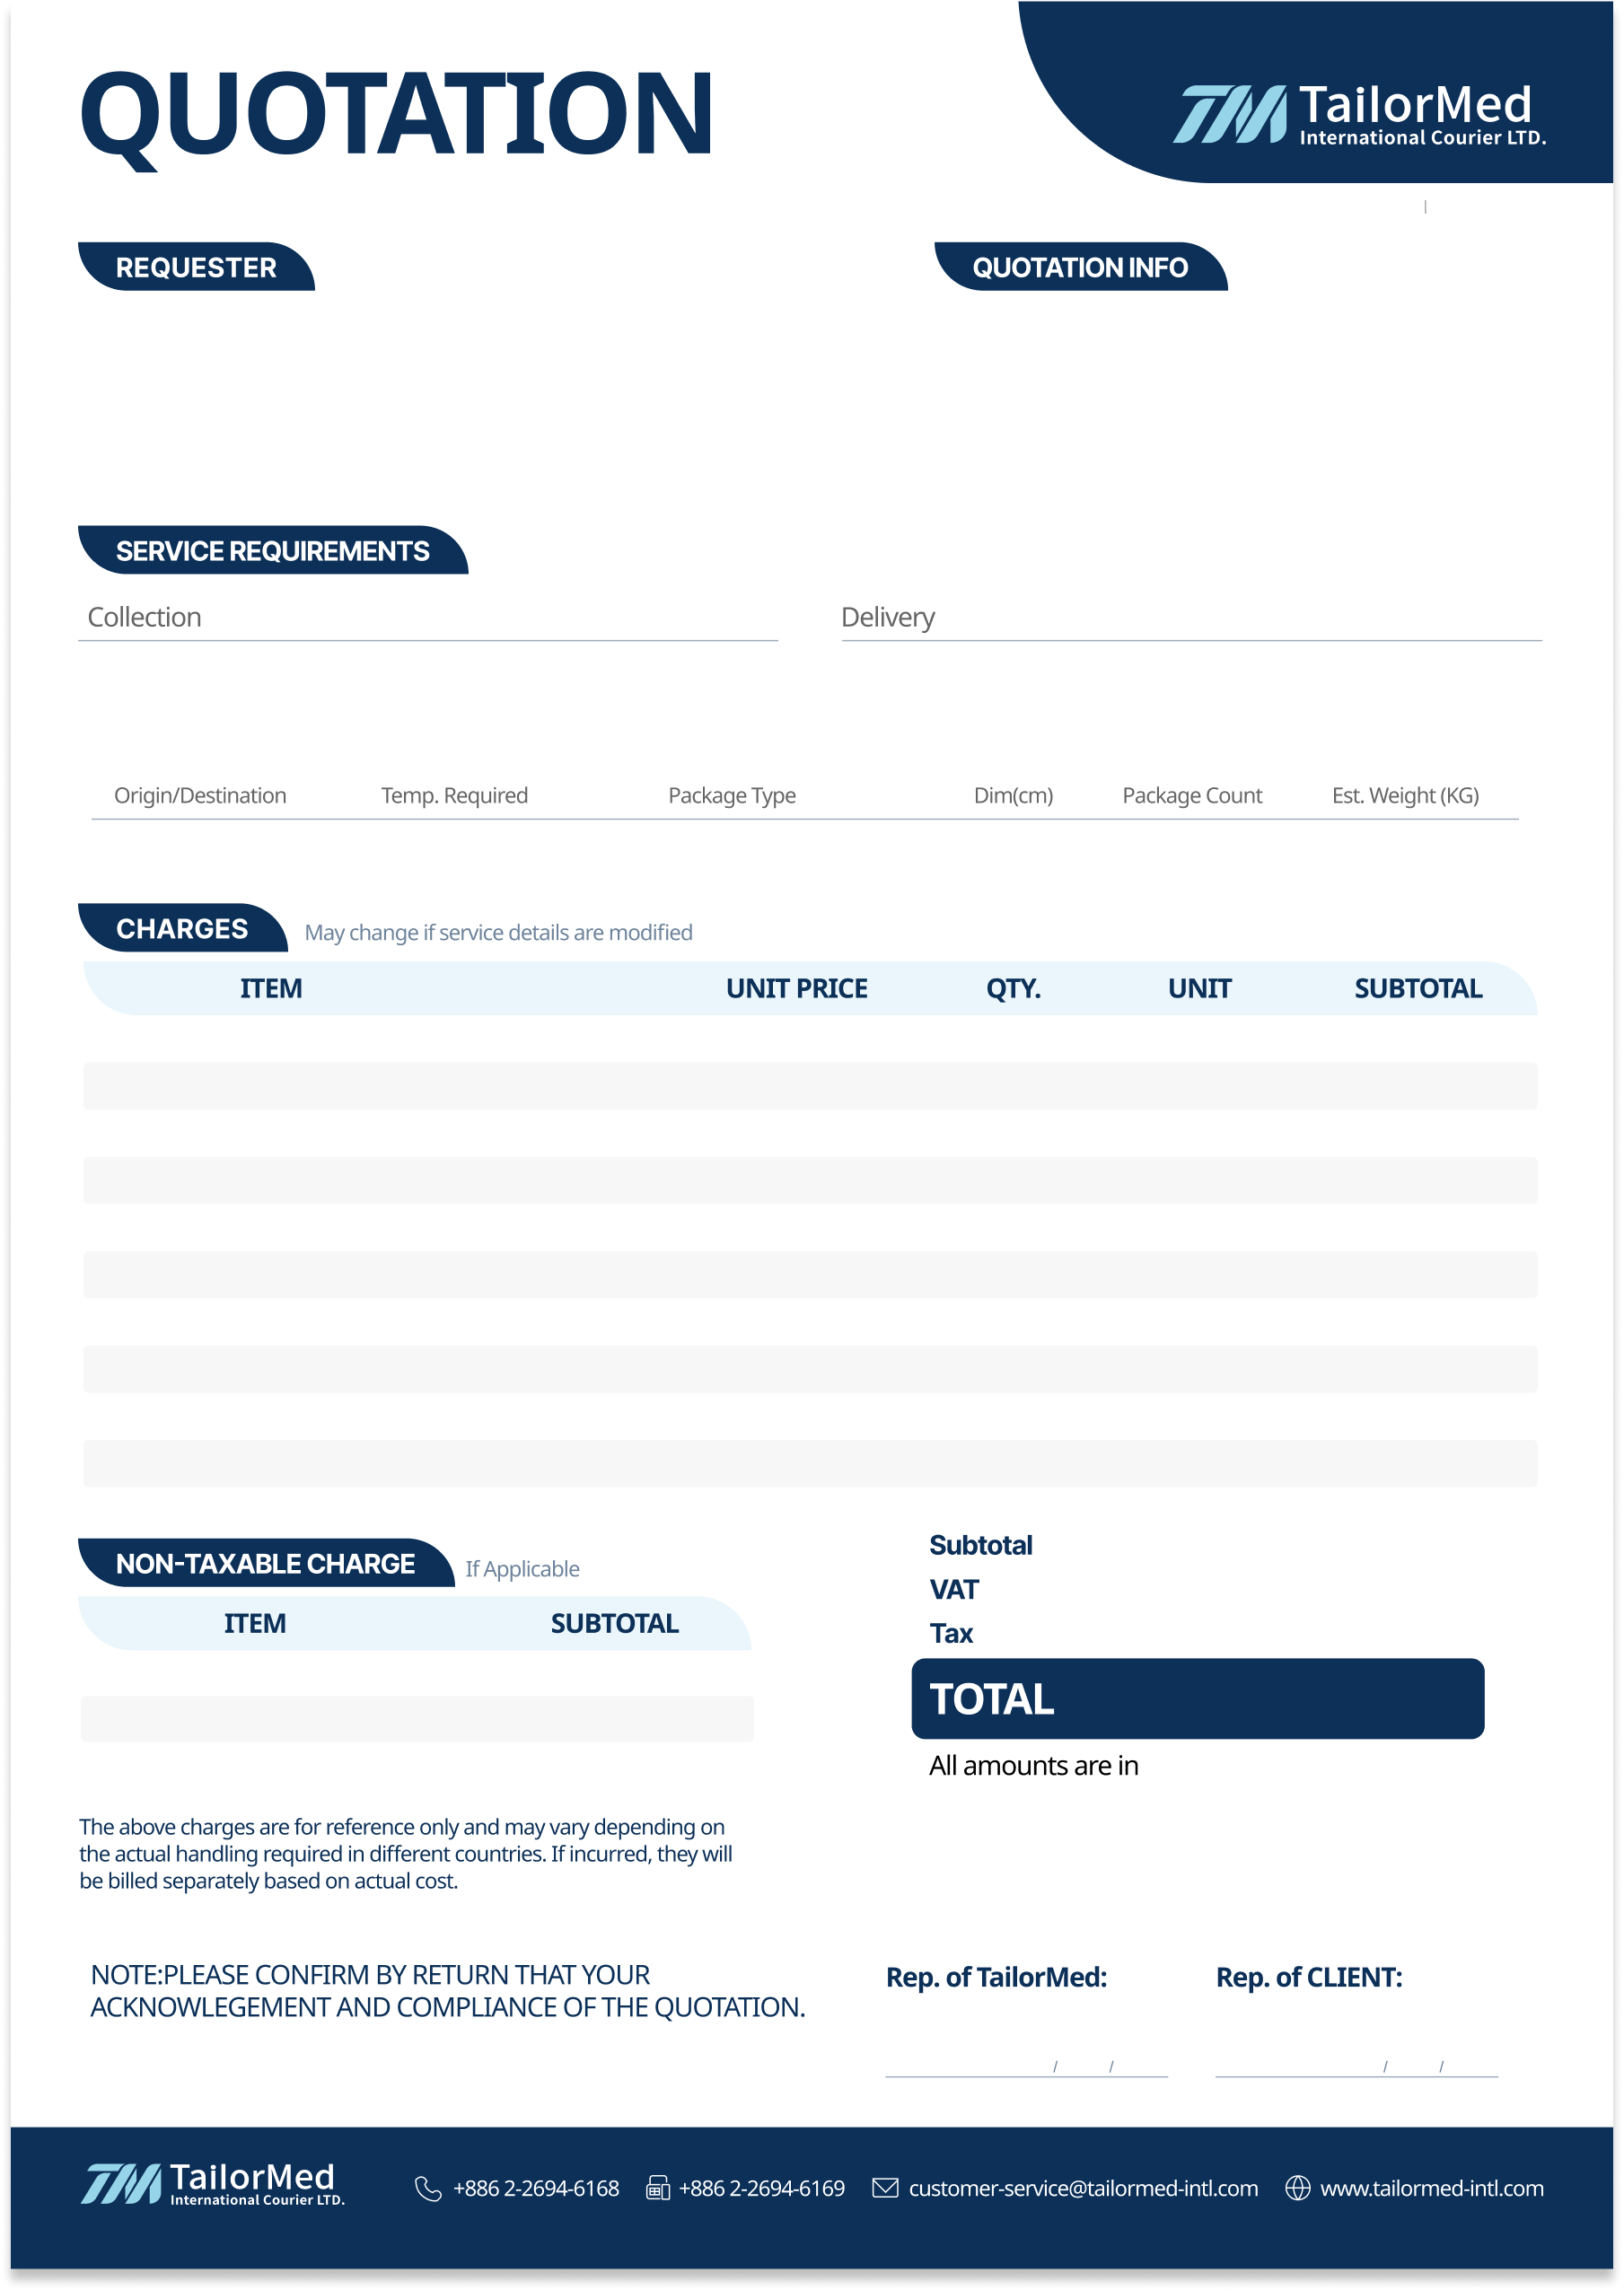 QUOTATION
TM TailorMed
International Courier LTD.
REQUESTER
QUOTATION INFO
SERVICE REQUIREMENTS
Collection
Delivery
Origin/Destination Temp. Required Package Type Dim(cm) Package Count Est. Weight (KG)
CHARGES May change if service details are modified
ITEM UNIT PRICE QTY. UNIT SUBTOTAL
NON-TAXABLE CHARGE If Applicable
ITEM SUBTOTAL
Subtotal
VAT
Tax
TOTAL
All amounts are in
The above charges are for reference only and may vary depending on
the actual handling required in different countries. If incurred, they will
be billed separately based on actual cost.
NOTE:PLEASE CONFIRM BY RETURN THAT YOUR
ACKNOWLEGEMENT AND COMPLIANCE OF THE QUOTATION.
Rep. of TailorMed:
/ /
Rep. of CLIENT:
/ /
TM TailorMed
International Courier LTD.
+886 2-2694-6168 +886 2-2694-6169 customer-service@tailormed-intl.com www.tailormed-intl.com